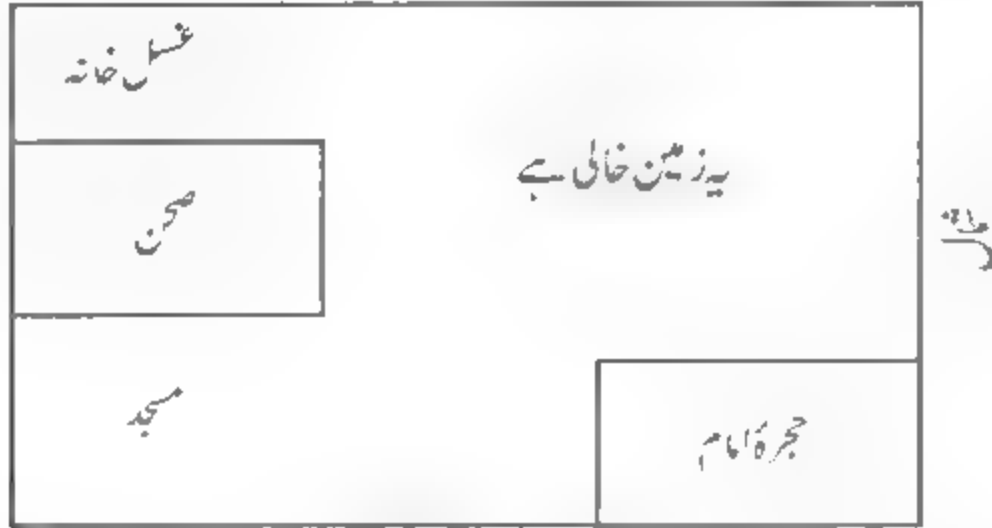 غسل خانہ
یہ زمین خالی ہے
صحن
مسجد
حجرۂ امام